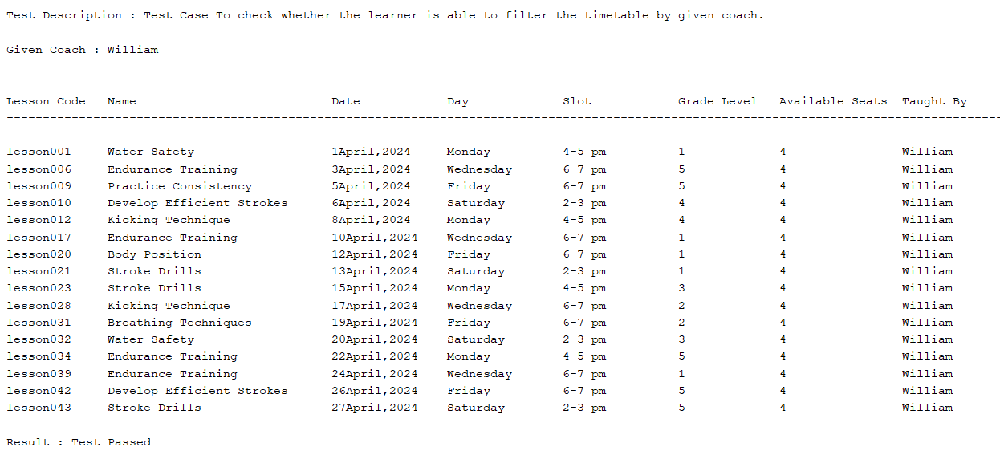 Test Description : Test Case To check whether the learner is able to filter the timetable by given coach.
Given Coach : William
Lesson Code Name Date Day Slot Grade Level Available Seats Taught By
------------------------------------------------------------------------------------------------------------------------------------------
lesson001 Water Safety 1April,2024 Monday 4-5 pm 1 4 William
lesson006 Endurance Training 3April,2024 Wednesday 6-7 pm 5 4 William
lesson009 Practice Consistency 5April,2024 Friday 6-7 pm 5 4 William
lesson010 Develop Efficient Strokes 6April,2024 Saturday 2-3 pm 4 4 William
lesson012 Kicking Technique 8April,2024 Monday 4-5 pm 4 4 William
lesson017 Endurance Training 10April,2024 Wednesday 6-7 pm 1 4 William
lesson020 Body Position 12April,2024 Friday 6-7 pm 1 4 William
lesson021 Stroke Drills 13April,2024 Saturday 2-3 pm 1 4 William
lesson023 Stroke Drills 15April,2024 Monday 4-5 pm 3 4 William
lesson028 Kicking Technique 17April,2024 Wednesday 6-7 pm 2 4 William
lesson031 Breathing Techniques 19April,2024 Friday 6-7 pm 2 4 William
lesson032 Water Safety 20April,2024 Saturday 2-3 pm 3 4 William
lesson034 Endurance Training 22April,2024 Monday 4-5 pm 5 4 William
lesson039 Endurance Training 24April,2024 Wednesday 6-7 pm 1 4 William
lesson042 Develop Efficient Strokes 26April,2024 Friday 6-7 pm 5 4 William
lesson043 Stroke Drills 27April,2024 Saturday 2-3 pm 5 4 William
Result : Test Passed